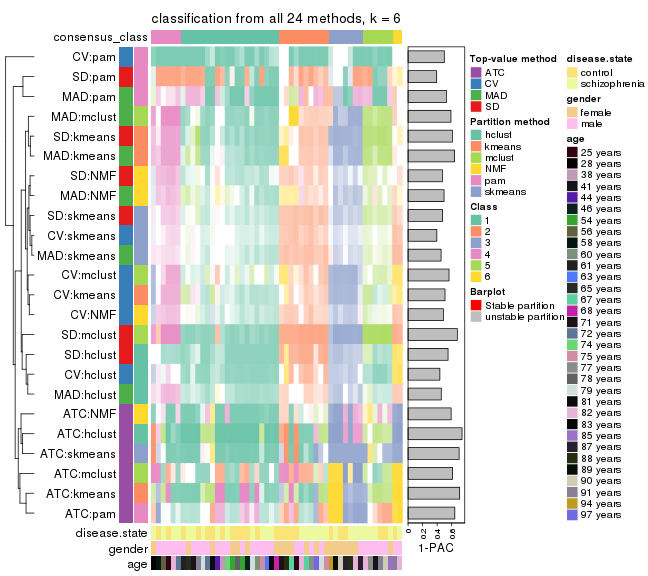 classification from all 24 methods, k = 6
consensus_class
CV:pam
SD:pam
MAD:pam
MAD:mclust
SD:kmeans
MAD:kmeans
SD:NMF
MAD:NMF
SD:skmeans
CV:skmeans
MAD:skmeans
CV:mclust
CV:kmeans
CV:NMF
SD:mclust
SD:hclust
CV:hclust
MAD:hclust
ATC:NMF
ATC:hclust
ATC:skmeans
ATC:mclust
ATC:kmeans
ATC:pam
disease.state
gender
age
0
0.2
0.4
0.6
1-PAC
Top-value method
ATC
CV
MAD
SD
Partition method
hclust
kmeans
mclust
NMF
pam
skmeans
Class
1
2
3
4
5
6
Barplot
Stable partition
unstable partition
disease.state
control
schizophrenia
gender
female
male
age
25 years
28 years
38 years
41 years
44 years
46 years
54 years
56 years
58 years
60 years
61 years
63 years
65 years
67 years
68 years
71 years
72 years
74 years
75 years
77 years
78 years
79 years
81 years
82 years
83 years
85 years
87 years
88 years
89 years
90 years
91 years
94 years
97 years